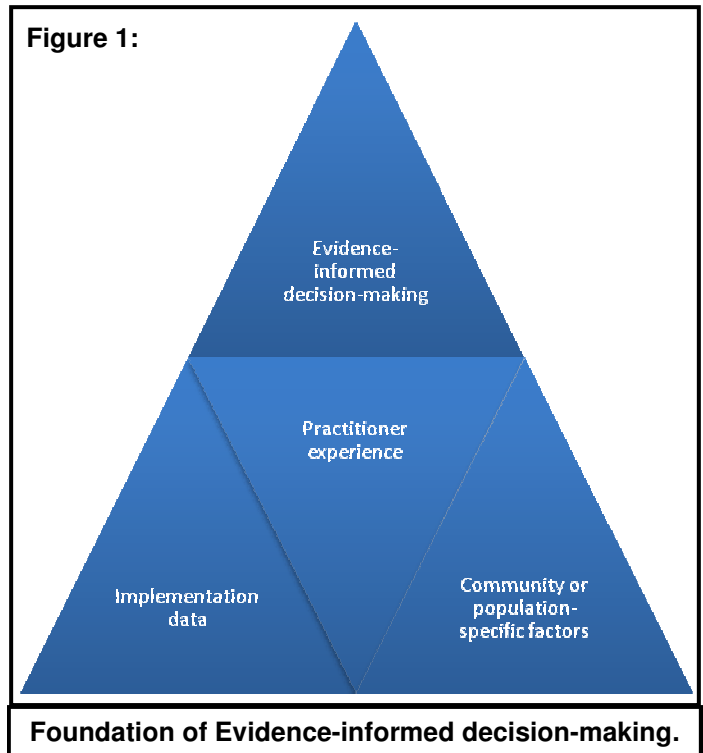 Figure 1:
Evidence-
informed
decision-making
Practitioner
experience
Implementation
data
Community or
population-
specific factors
Foundation of Evidence-informed decision-making.